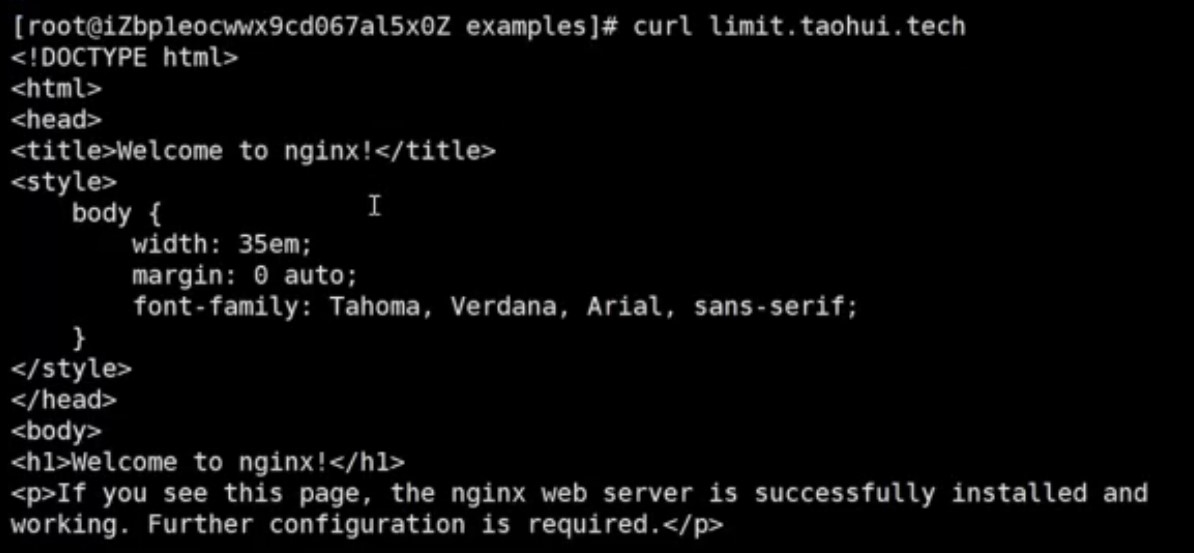 [root@iZbp1eocwwx9cd067al5x0Z examples]# curl limit.taohui.tech
<!DOCTYPE html>
<html>
<head>
<title>Welcome to nginx!</title>
<style>
    body {
        width: 35em;
        margin: 0 auto;
        font-family: Tahoma, Verdana, Arial, sans-serif;
    }
</style>
</head>
<body>
<h1>Welcome to nginx!</h1>
<p>If you see this page, the nginx web server is successfully installed and
working. Further configuration is required.</p>